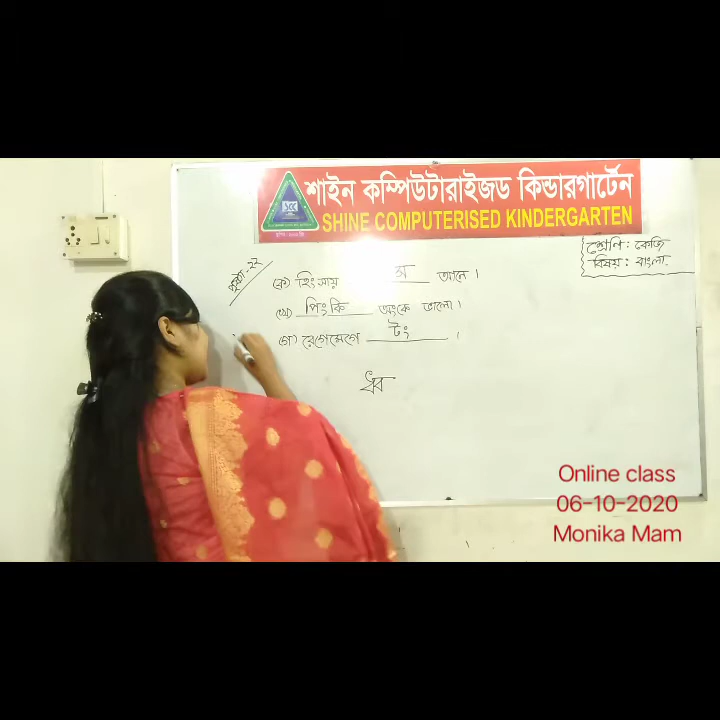 শাইন কম্পিউটারাইজড কিন্ডারগার্টেন
SHINE COMPUTERISED KINDERGARTEN
শ্রেণি: কেজি
বিষয়: বাংলা
পৃষ্ঠা-২২
(ক) হিংসায় আনে।
(খ) পিংকি অংকে ভালো।
(গ) রেগেমেগে টং।
Online class
06-10-2020
Monika Mam